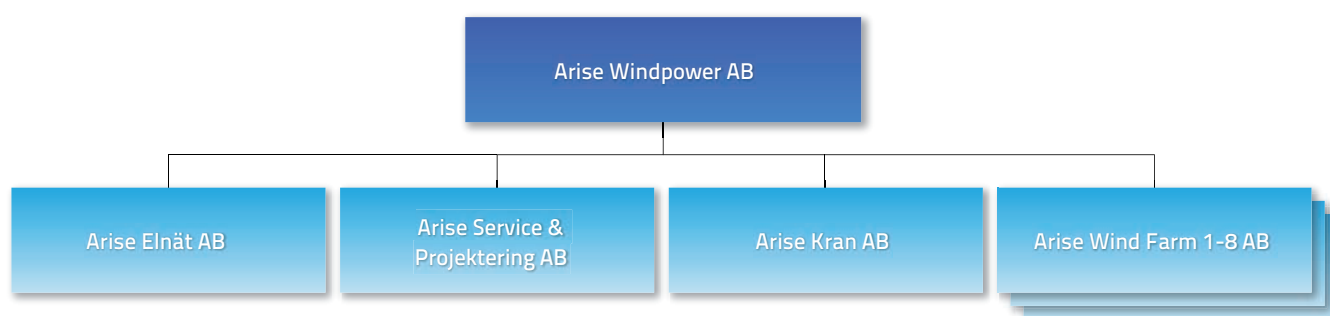 Arise Windpower AB
Arise Elnät AB
Arise Service &
Projektering AB
Arise Kran AB
Arise Wind Farm 1-8 AB